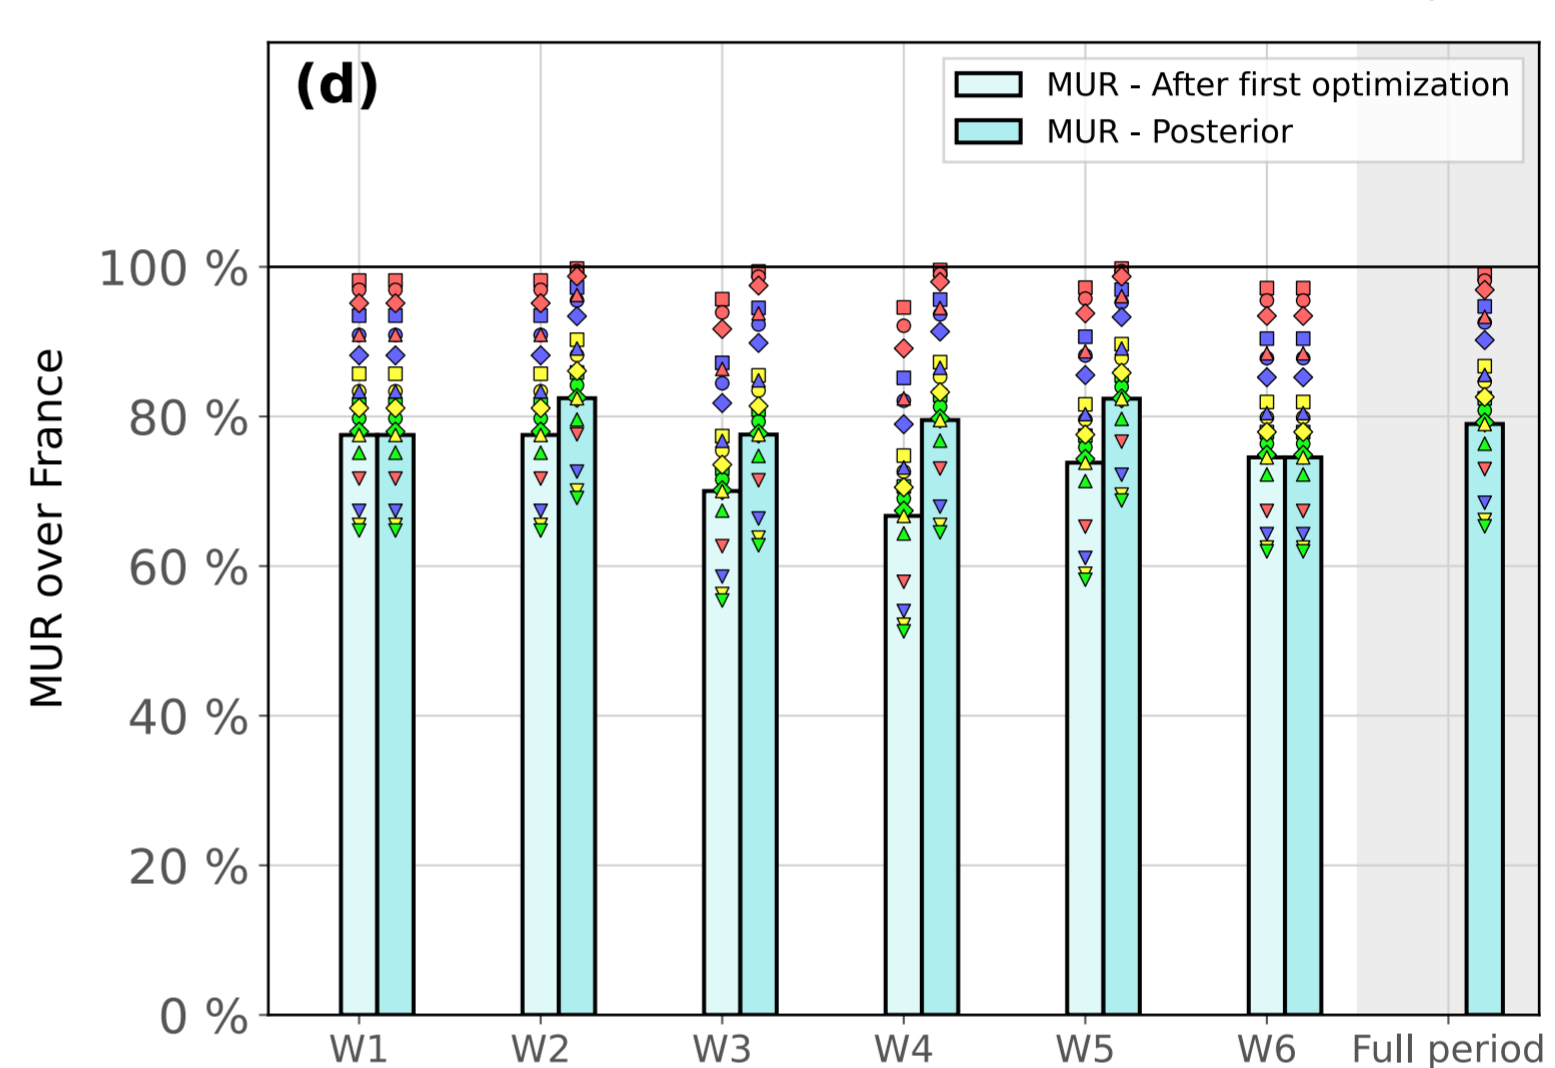 (d)
MUR - After first optimization
MUR - Posterior
MUR over France
100 %
80 %
60 %
40 %
20 %
0 %
W1 W2 W3 W4 W5 W6 Full period